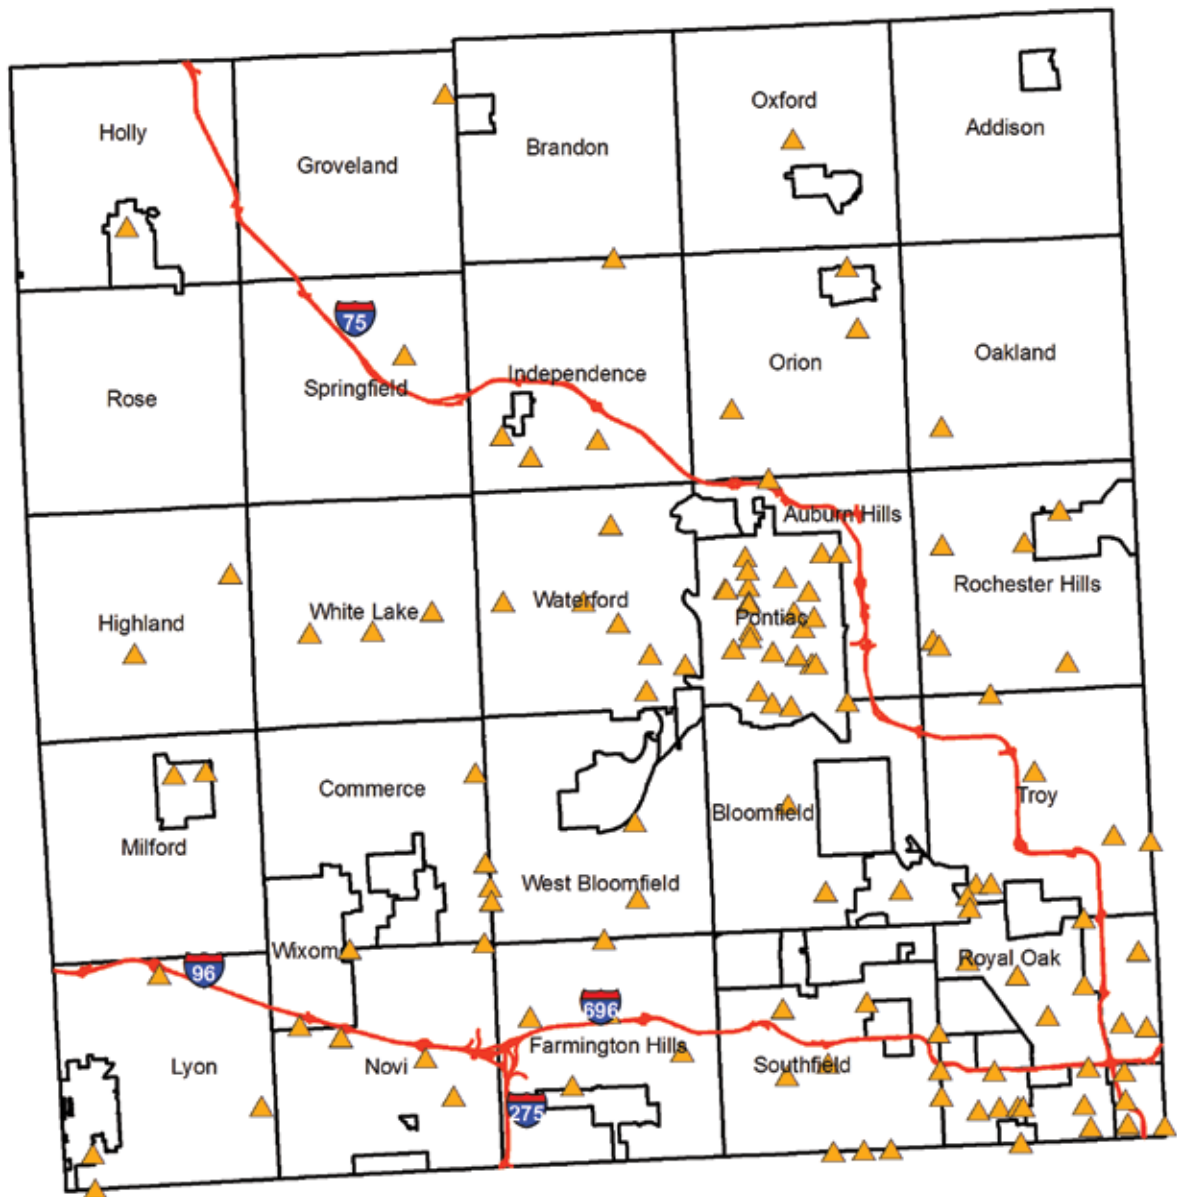 Oxford
Addison
Holly
Brandon
Groveland
75
Oakland
Orion
Independence
Springfield
Rose
Auburn Hills
Rochester Hills
Waterford
White Lake
Pontiac
Highland
Commerce
Troy
Bloomfield
Milford
West Bloomfield
Wixom
Royal Oak
96
696
Farmington Hills
Southfield
Lyon
Novi
275